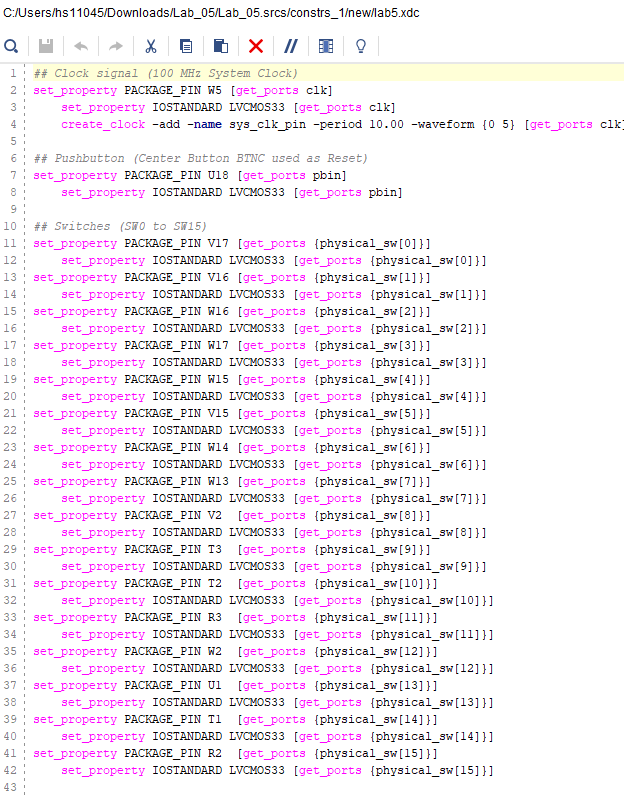 C:/Users/hs11045/Downloads/Lab_05/Lab_05.srcs/constrs_1/new/lab5.xdc
1 ## Clock signal (100 MHz System Clock)
2 set_property PACKAGE_PIN W5 [get_ports clk]
3 set_property IOSTANDARD LVCMOS33 [get_ports clk]
4 create_clock -add -name sys_clk_pin -period 10.00 -waveform {0 5} [get_ports clk]
5
6 ## Pushbutton (Center Button BTNC used as Reset)
7 set_property PACKAGE_PIN U18 [get_ports pbin]
8 set_property IOSTANDARD LVCMOS33 [get_ports pbin]
9
10 ## Switches (SW0 to SW15)
11 set_property PACKAGE_PIN V17 [get_ports {physical_sw[0]}]
12 set_property IOSTANDARD LVCMOS33 [get_ports {physical_sw[0]}]
13 set_property PACKAGE_PIN V16 [get_ports {physical_sw[1]}]
14 set_property IOSTANDARD LVCMOS33 [get_ports {physical_sw[1]}]
15 set_property PACKAGE_PIN W16 [get_ports {physical_sw[2]}]
16 set_property IOSTANDARD LVCMOS33 [get_ports {physical_sw[2]}]
17 set_property PACKAGE_PIN W17 [get_ports {physical_sw[3]}]
18 set_property IOSTANDARD LVCMOS33 [get_ports {physical_sw[3]}]
19 set_property PACKAGE_PIN W15 [get_ports {physical_sw[4]}]
20 set_property IOSTANDARD LVCMOS33 [get_ports {physical_sw[4]}]
21 set_property PACKAGE_PIN V15 [get_ports {physical_sw[5]}]
22 set_property IOSTANDARD LVCMOS33 [get_ports {physical_sw[5]}]
23 set_property PACKAGE_PIN W14 [get_ports {physical_sw[6]}]
24 set_property IOSTANDARD LVCMOS33 [get_ports {physical_sw[6]}]
25 set_property PACKAGE_PIN W13 [get_ports {physical_sw[7]}]
26 set_property IOSTANDARD LVCMOS33 [get_ports {physical_sw[7]}]
27 set_property PACKAGE_PIN V2 [get_ports {physical_sw[8]}]
28 set_property IOSTANDARD LVCMOS33 [get_ports {physical_sw[8]}]
29 set_property PACKAGE_PIN T3 [get_ports {physical_sw[9]}]
30 set_property IOSTANDARD LVCMOS33 [get_ports {physical_sw[9]}]
31 set_property PACKAGE_PIN T2 [get_ports {physical_sw[10]}]
32 set_property IOSTANDARD LVCMOS33 [get_ports {physical_sw[10]}]
33 set_property PACKAGE_PIN R3 [get_ports {physical_sw[11]}]
34 set_property IOSTANDARD LVCMOS33 [get_ports {physical_sw[11]}]
35 set_property PACKAGE_PIN W2 [get_ports {physical_sw[12]}]
36 set_property IOSTANDARD LVCMOS33 [get_ports {physical_sw[12]}]
37 set_property PACKAGE_PIN U1 [get_ports {physical_sw[13]}]
38 set_property IOSTANDARD LVCMOS33 [get_ports {physical_sw[13]}]
39 set_property PACKAGE_PIN T1 [get_ports {physical_sw[14]}]
40 set_property IOSTANDARD LVCMOS33 [get_ports {physical_sw[14]}]
41 set_property PACKAGE_PIN R2 [get_ports {physical_sw[15]}]
42 set_property IOSTANDARD LVCMOS33 [get_ports {physical_sw[15]}]
43